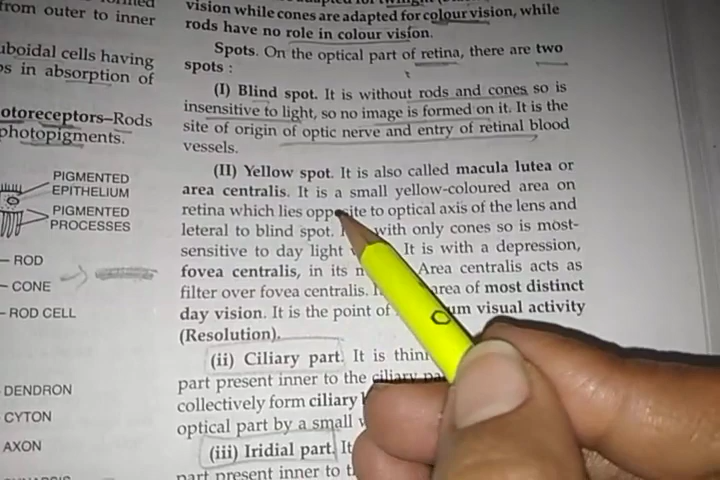 from outer to inner
uboidal cells having
s in absorption of
otoreceptors–Rods
photopigments.
PIGMENTED
EPITHELIUM
PIGMENTED
PROCESSES
– ROD
– CONE
– ROD CELL
DENDRON
CYTON
AXON
vision while cones are adapted for colour vision, while
rods have no role in colour vision.
Spots. On the optical part of retina, there are two
spots :
(I) Blind spot. It is without rods and cones so is
insensitive to light, so no image is formed on it. It is the
site of origin of optic nerve and entry of retinal blood
vessels.
(II) Yellow spot. It is also called macula lutea or
area centralis. It is a small yellow-coloured area on
retina which lies opposite to optical axis of the lens and
leteral to blind spot. with only cones so is most-
sensitive to day light It is with a depression,
fovea centralis, in its Area centralis acts as
filter over fovea centralis. area of most distinct
day vision. It is the point of um visual activity
(Resolution).
(ii) Ciliary part. It is thin
part present inner to the ciliary
collectively form ciliary
optical part by a small
(iii) Iridial part. It
part present inner to